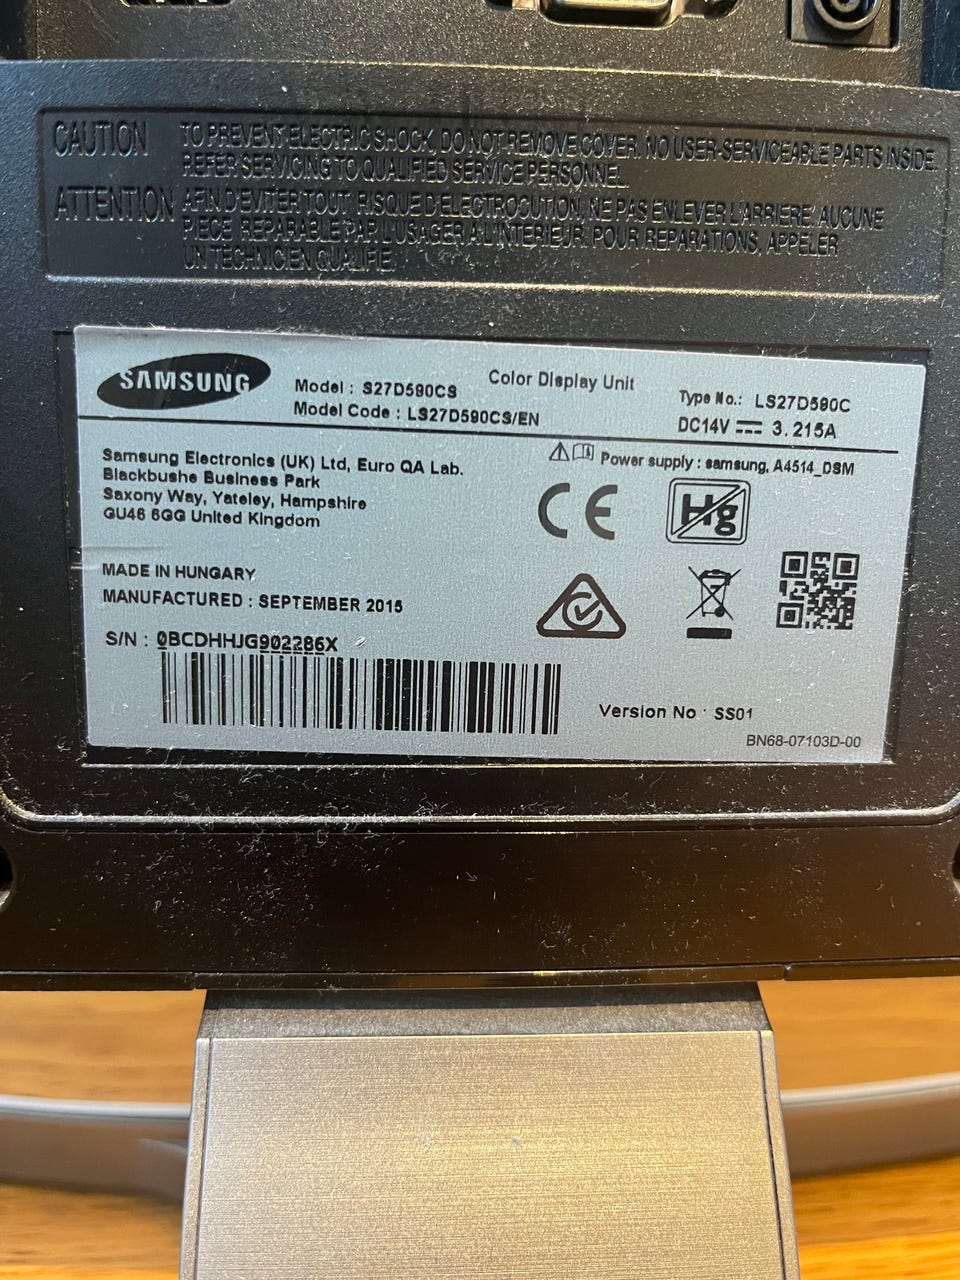 CAUTION TO PREVENT ELECTRIC SHOCK, DO NOT REMOVE COVER. NO USER-SERVICEABLE PARTS INSIDE.
REFER SERVICING TO QUALIFIED SERVICE PERSONNEL.
ATTENTION AFIN D'EVITER TOUT RISQUE D'ELECTROCUTION, NE PAS ENLEVER L'ARRIERE. AUCUNE
PIECE REPARABLE PAR L'USAGER A L'INTERIEUR. POUR REPARATIONS, APPELER
UN TECHNICIEN QUALIFIE.
SAMSUNG
Model : S27D590CS
Model Code : LS27D590CS/EN
Color Display Unit
Type No.: LS27D590C
DC14V 3.215A
Samsung Electronics (UK) Ltd, Euro QA Lab.
Blackbushe Business Park
Saxony Way, Yateley, Hampshire
GU46 6GG United Kingdom
Power supply : samsung, A4514_DSM
CE
Hg
MADE IN HUNGARY
MANUFACTURED : SEPTEMBER 2015
S/N : 0BCDHHJG902286X
Version No : SS01
BN68-07103D-00